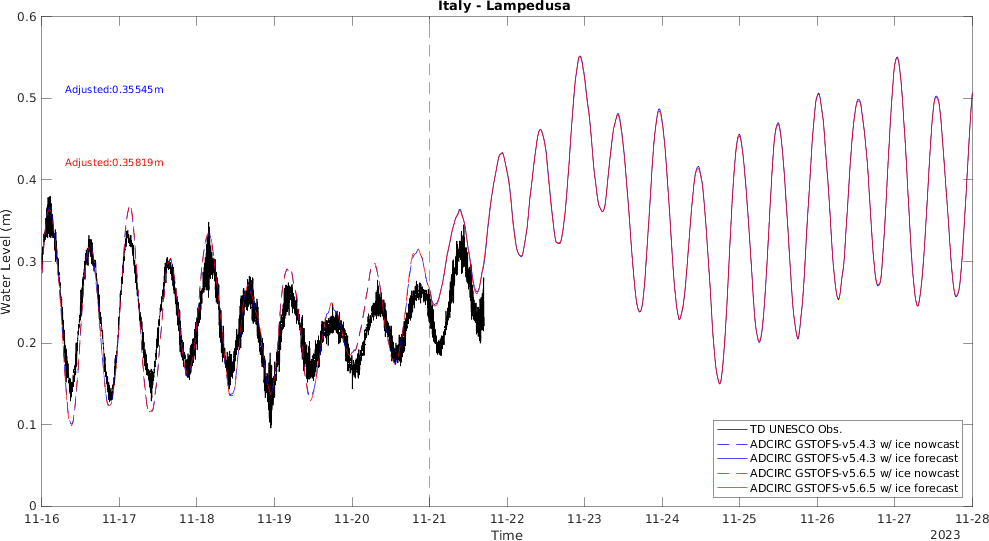 Italy - Lampedusa
0.6
0.5
0.4
0.3
0.2
0.1
0
Water Level (m)
Adjusted:0.35545m
Adjusted:0.35819m
TD UNESCO Obs.
ADCIRC GSTOFS-v5.4.3 w/ ice nowcast
ADCIRC GSTOFS-v5.4.3 w/ ice forecast
ADCIRC GSTOFS-v5.6.5 w/ ice nowcast
ADCIRC GSTOFS-v5.6.5 w/ ice forecast
11-16 11-17 11-18 11-19 11-20 11-21 11-22 11-23 11-24 11-25 11-26 11-27 11-28
Time
2023